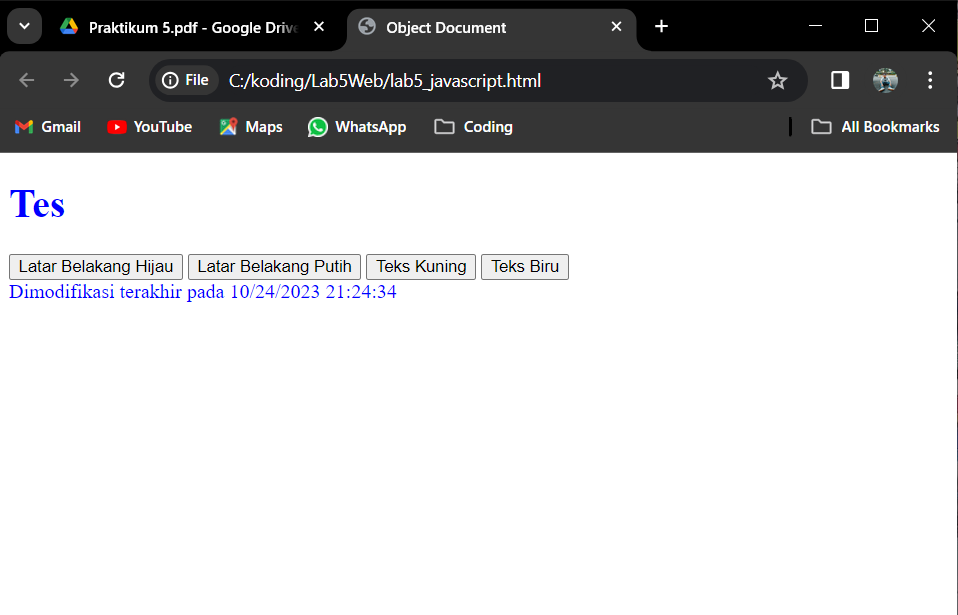 Praktikum 5.pdf - Google Drive
Object Document
File
C:/koding/Lab5Web/lab5_javascript.html
Gmail
YouTube
Maps
WhatsApp
Coding
All Bookmarks
Tes
Latar Belakang Hijau
Latar Belakang Putih
Teks Kuning
Teks Biru
Dimodifikasi terakhir pada 10/24/2023 21:24:34